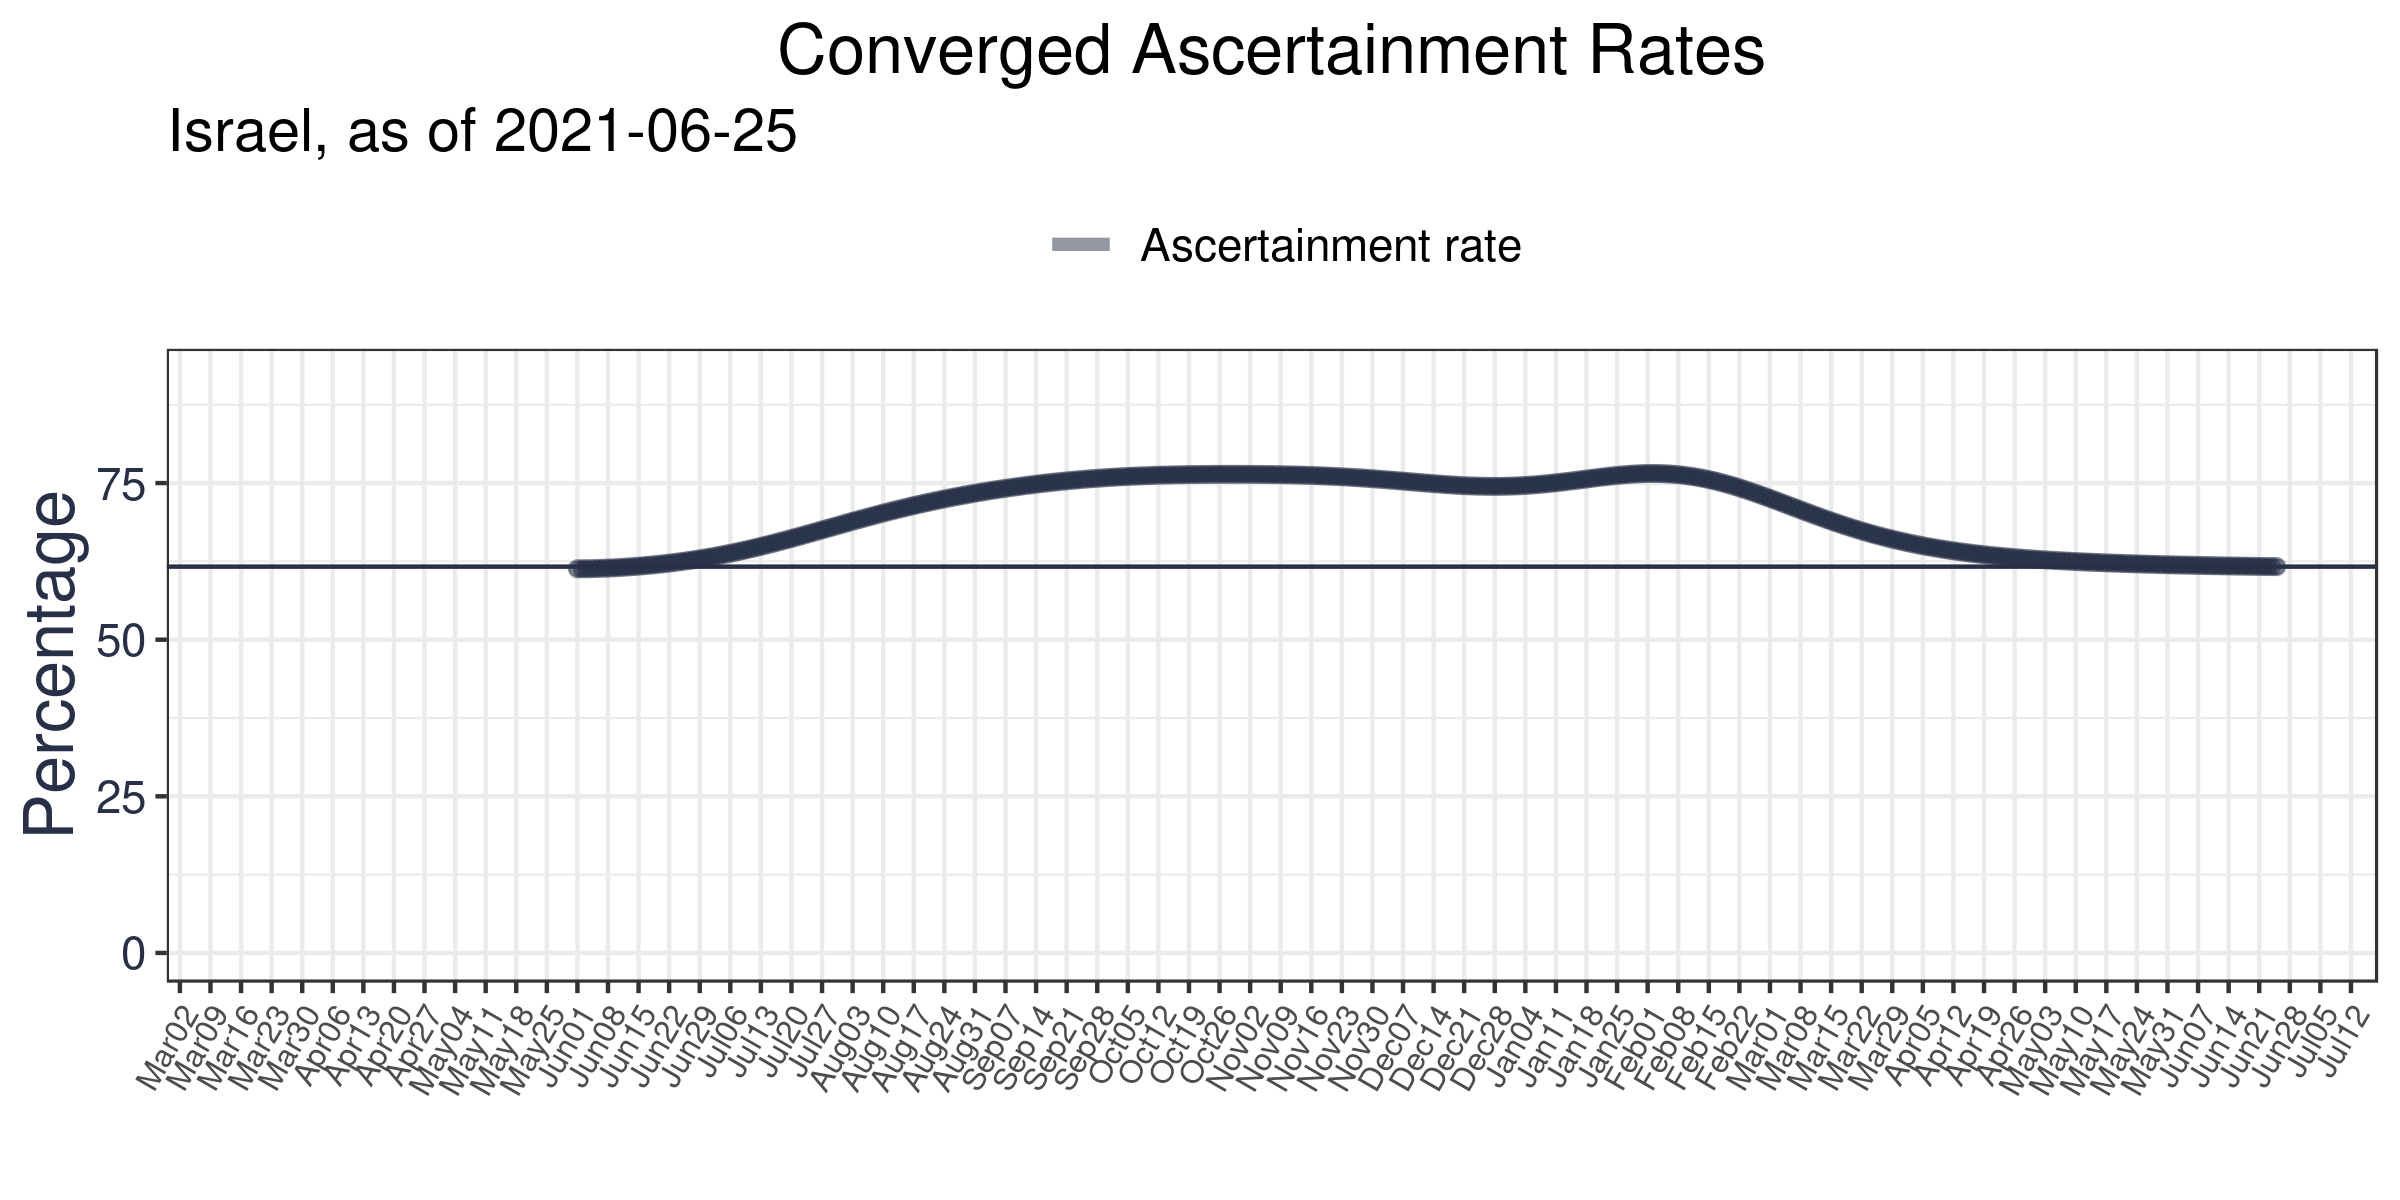 Converged Ascertainment Rates
Israel, as of 2021-06-25
Ascertainment rate
Percentage
75
50
25
0
Mar02
Mar09
Mar16
Mar23
Mar30
Apr06
Apr13
Apr20
Apr27
May04
May11
May18
May25
Jun01
Jun08
Jun15
Jun22
Jun29
Jul06
Jul13
Jul20
Jul27
Aug03
Aug10
Aug17
Aug24
Aug31
Sep07
Sep14
Sep21
Sep28
Oct05
Oct12
Oct19
Oct26
Nov02
Nov09
Nov16
Nov23
Nov30
Dec07
Dec14
Dec21
Dec28
Jan04
Jan11
Jan18
Jan25
Feb01
Feb08
Feb15
Feb22
Mar01
Mar08
Mar15
Mar22
Mar29
Apr05
Apr12
Apr19
Apr26
May03
May10
May17
May24
May31
Jun07
Jun14
Jun21
Jun28
Jul05
Jul12